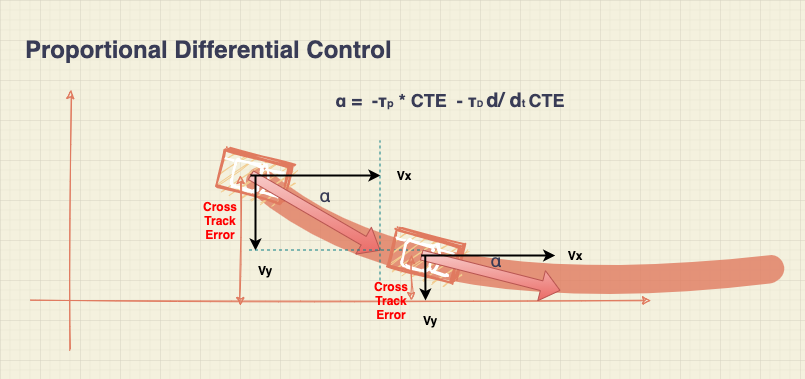 Proportional Differential Control
α = -τp * CTE - τD d/ dt CTE
Vx
α
Cross
Track
Error
Vy
Vx
α
Cross
Track
Error
Vy